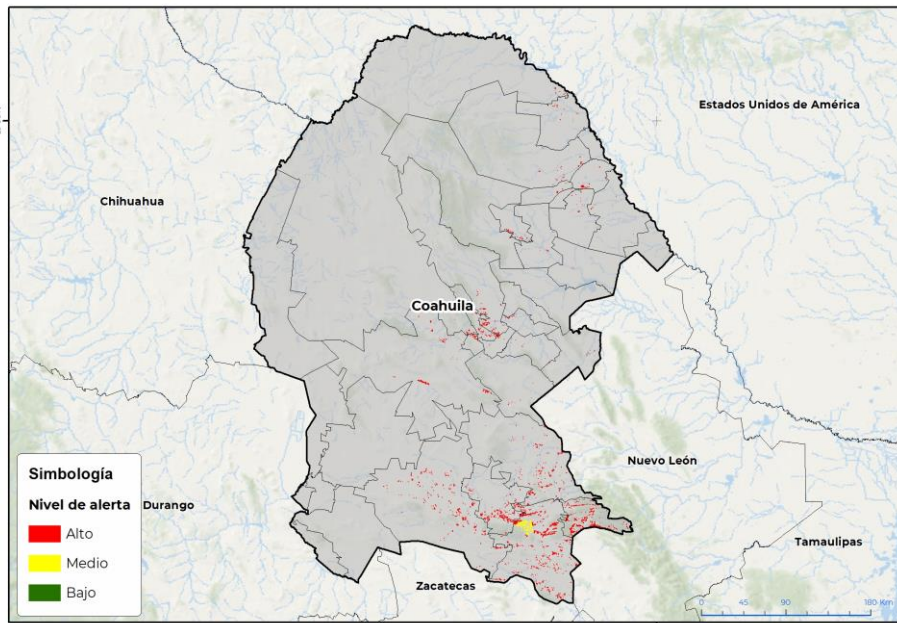 Estados Unidos de América
Chihuahua
Coahuila
Nuevo León
Simbología
Nivel de alerta
Durango
Alto
Medio
Bajo
Tamaulipas
Zacatecas
0 45 90 180 Km